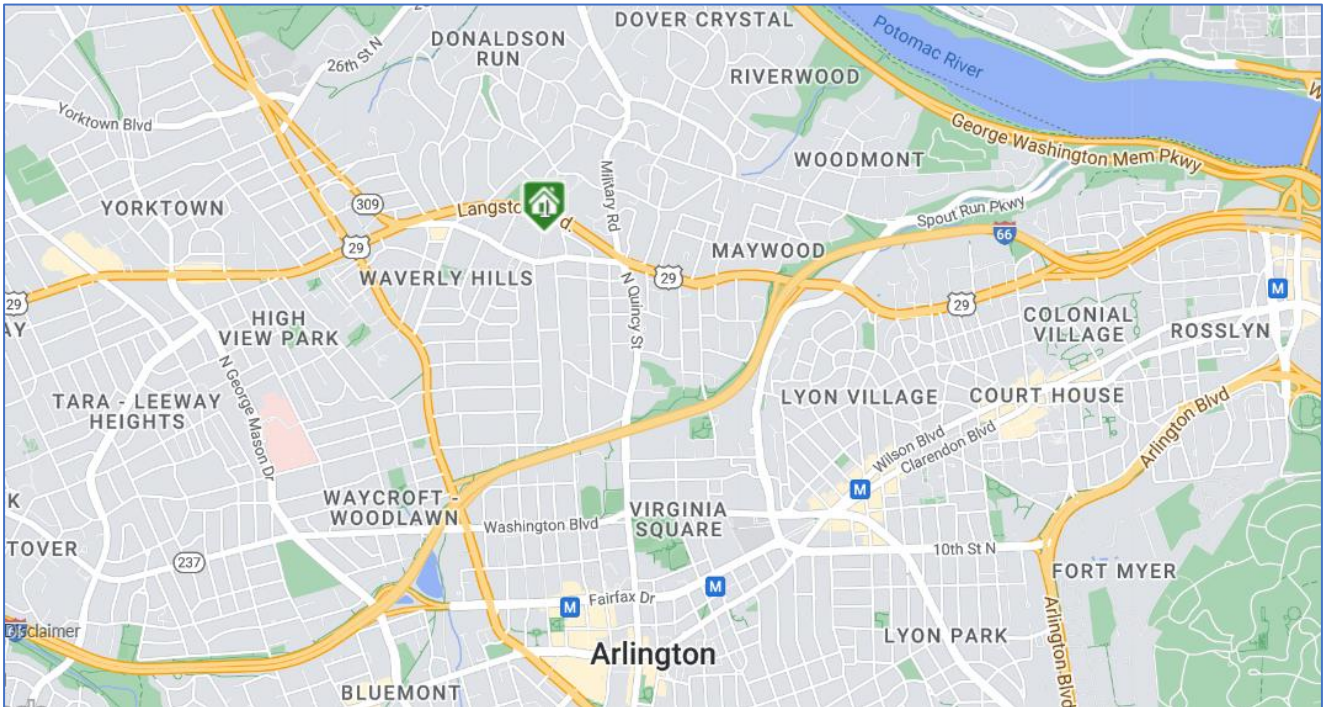 DOVER CRYSTAL
DONALDSON
RUN
26th St N
RIVERWOOD
Potomac River
Yorktown Blvd
George Washington Mem Pkwy
WOODMONT
Military Rd
309
YORKTOWN
Langsto
d.
1
Spout Run Pkwy
66
29
MAYWOOD
29
WAVERLY HILLS
29
29
29
N Quincy St
M
HIGH
VIEW PARK
COLONIAL
VILLAGE
ROSSLYN
N George Mason Dr
TARA - LEEWAY
HEIGHTS
LYON VILLAGE
COURT HOUSE
Arlington Blvd
Wilson Blvd
Clarendon Blvd
M
WAYCROFT -
WOODLAWN
Washington Blvd
VIRGINIA
SQUARE
K
TOVER
237
10th St N
FORT MYER
M
M
Fairfax Dr
Arlington Blvd
Disclaimer
Arlington
LYON PARK
BLUEMONT